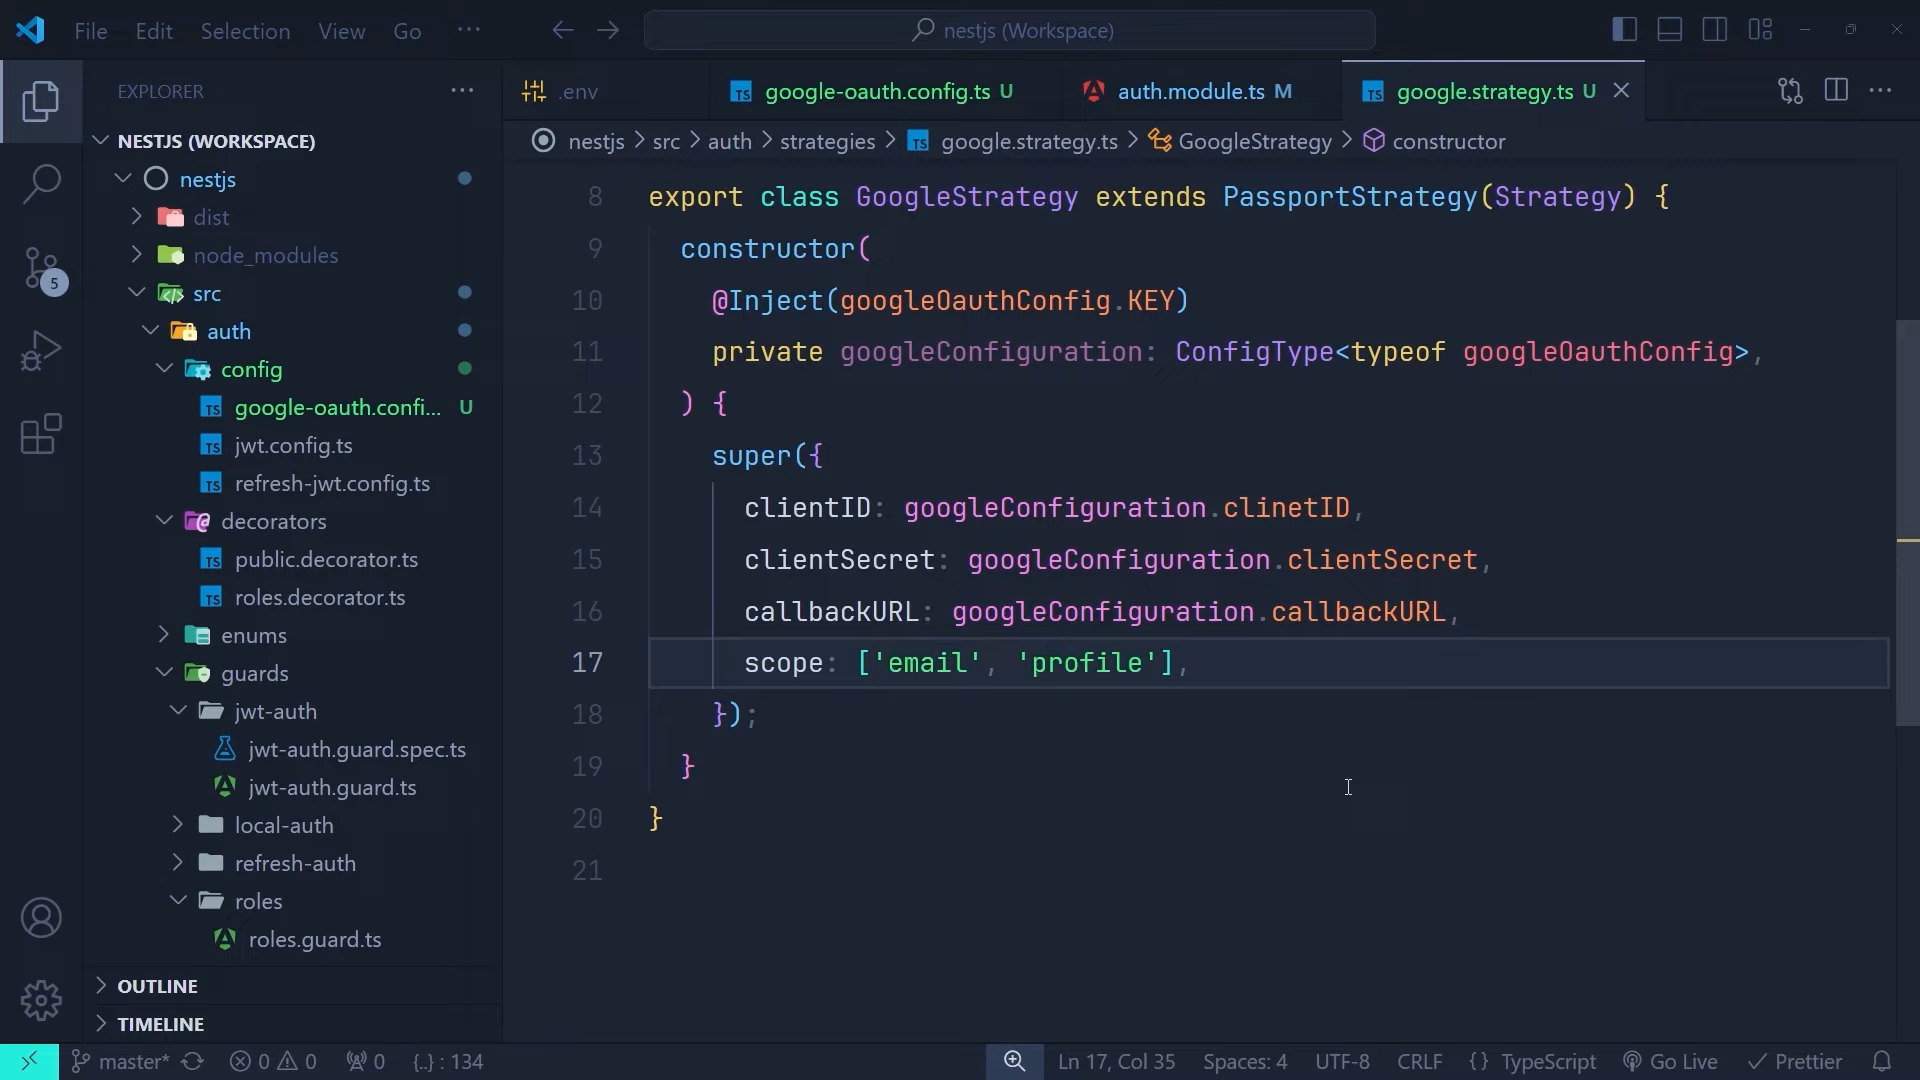 File Edit Selection View Go ···
nestjs (Workspace)
EXPLORER
NESTJS (WORKSPACE)
nestjs
dist
node_modules
src
auth
config
google-oauth.confi... U
jwt.config.ts
refresh-jwt.config.ts
decorators
public.decorator.ts
roles.decorator.ts
enums
guards
jwt-auth
jwt-auth.guard.spec.ts
jwt-auth.guard.ts
local-auth
refresh-auth
roles
roles.guard.ts
OUTLINE
TIMELINE
5
.env
google-oauth.config.ts U
auth.module.ts M
google.strategy.ts U
nestjs > src > auth > strategies > google.strategy.ts > GoogleStrategy > constructor
8 export class GoogleStrategy extends PassportStrategy(Strategy) {
9 constructor(
10 @Inject(googleOauthConfig.KEY)
11 private googleConfiguration: ConfigType<typeof googleOauthConfig>,
12 ) {
13 super({
14 clientID: googleConfiguration.clinetID,
15 clientSecret: googleConfiguration.clientSecret,
16 callbackURL: googleConfiguration.callbackURL,
17 scope: ['email', 'profile'],
18 });
19 }
20 }
21
master* 0 0 0 {..} : 134
Ln 17, Col 35 Spaces: 4 UTF-8 CRLF {} TypeScript Go Live Prettier